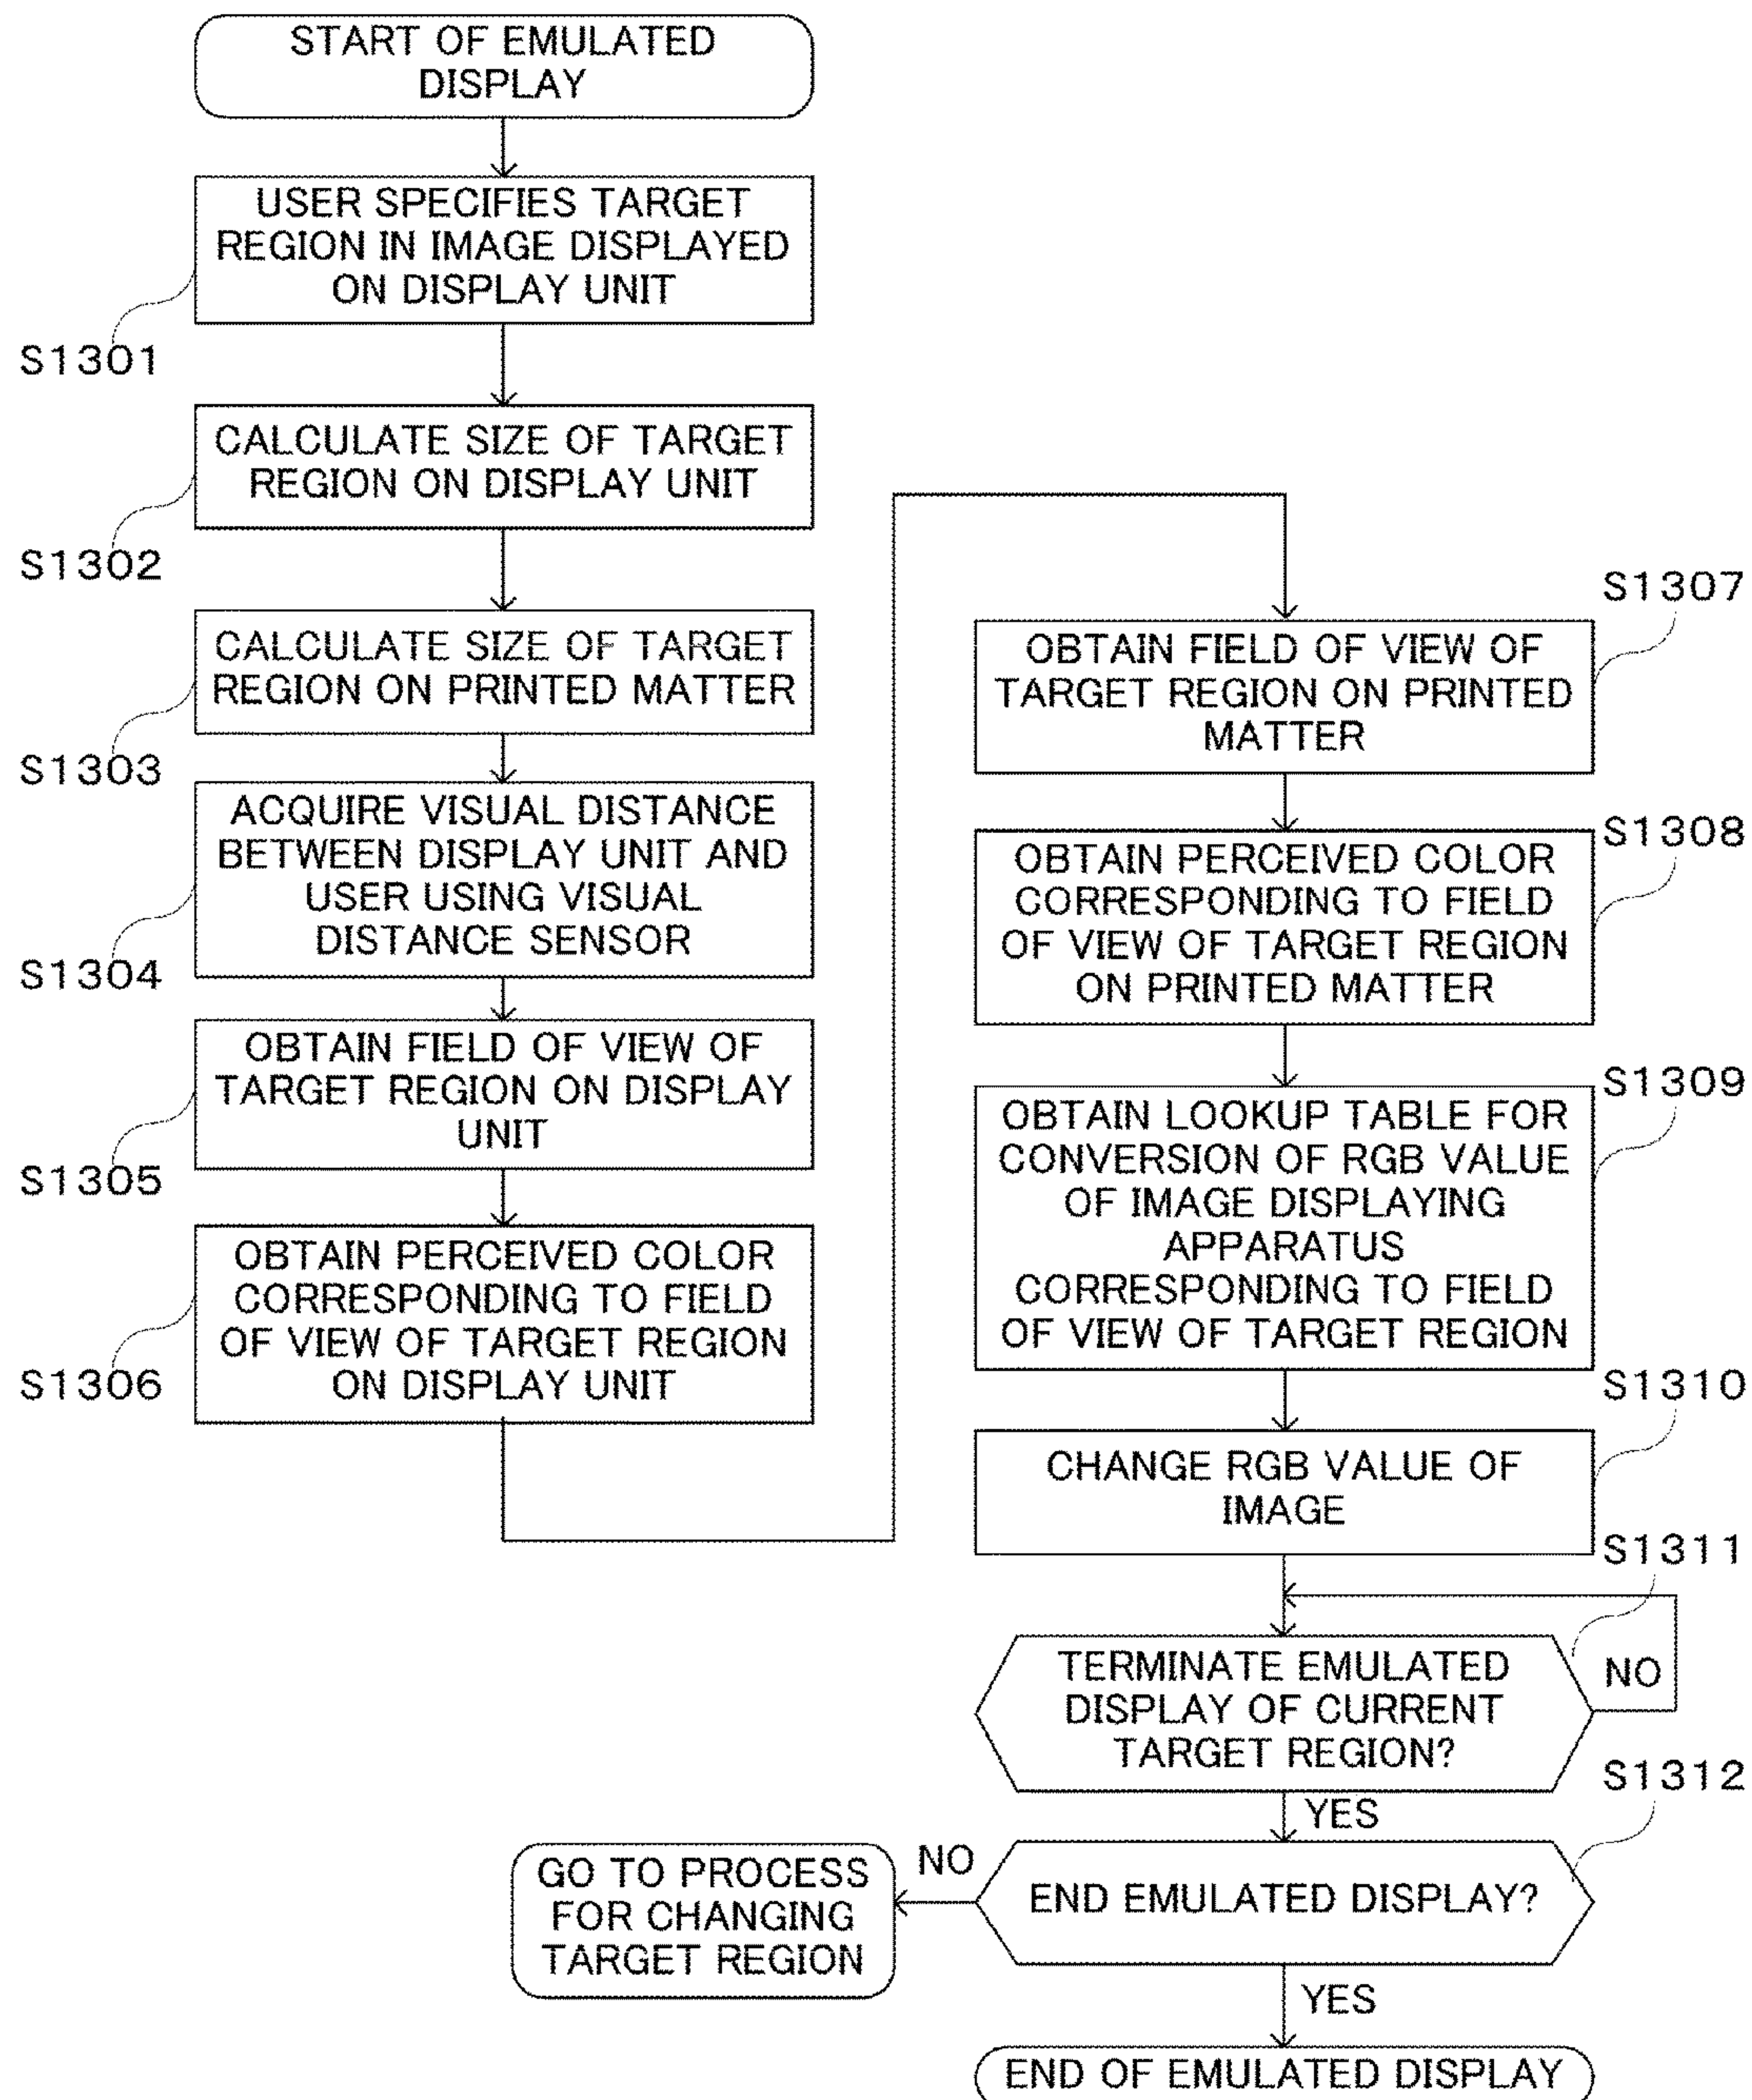 START OF EMULATED
DISPLAY
USER SPECIFIES TARGET
REGION IN IMAGE DISPLAYED
ON DISPLAY UNIT
S1301
CALCULATE SIZE OF TARGET
REGION ON DISPLAY UNIT
S1302
CALCULATE SIZE OF TARGET
REGION ON PRINTED MATTER
S1303
ACQUIRE VISUAL DISTANCE
BETWEEN DISPLAY UNIT AND
USER USING VISUAL
DISTANCE SENSOR
S1304
OBTAIN FIELD OF VIEW OF
TARGET REGION ON DISPLAY
UNIT
S1305
OBTAIN PERCEIVED COLOR
CORRESPONDING TO FIELD
OF VIEW OF TARGET REGION
ON DISPLAY UNIT
S1306
S1307
OBTAIN FIELD OF VIEW OF
TARGET REGION ON PRINTED
MATTER
S1308
OBTAIN PERCEIVED COLOR
CORRESPONDING TO FIELD
OF VIEW OF TARGET REGION
ON PRINTED MATTER
S1309
OBTAIN LOOKUP TABLE FOR
CONVERSION OF RGB VALUE
OF IMAGE DISPLAYING
APPARATUS
CORRESPONDING TO FIELD
OF VIEW OF TARGET REGION
S1310
CHANGE RGB VALUE OF
IMAGE
S1311
TERMINATE EMULATED
DISPLAY OF CURRENT
TARGET REGION?
NO
YES
S1312
END EMULATED DISPLAY?
NO
GO TO PROCESS
FOR CHANGING
TARGET REGION
YES
END OF EMULATED DISPLAY